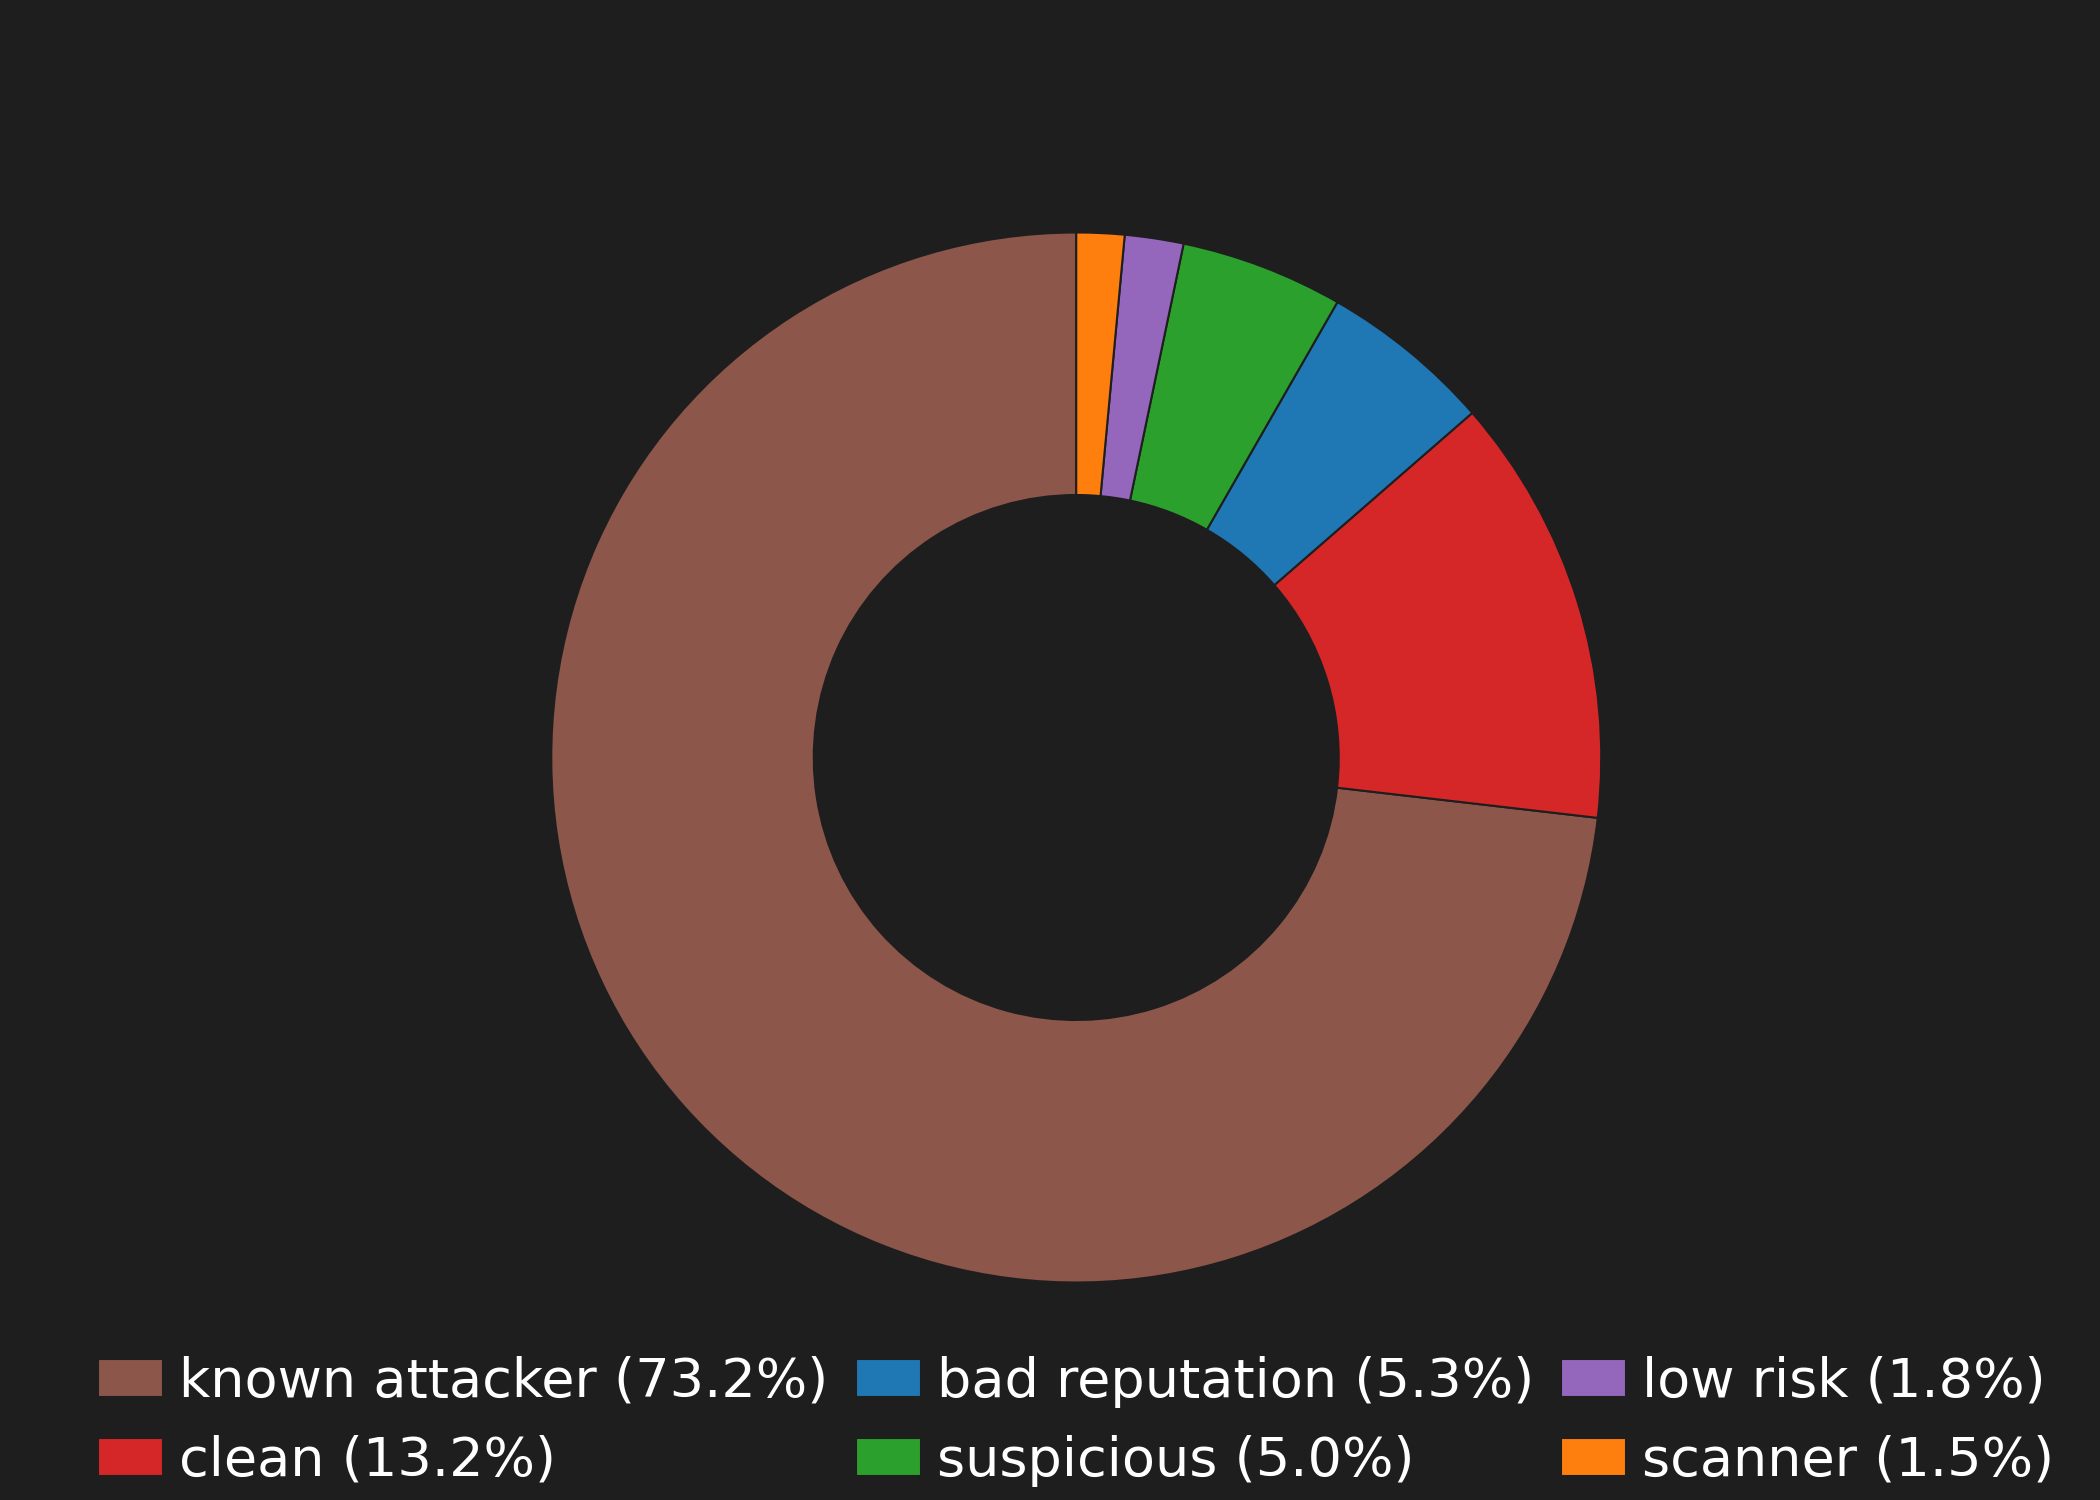 known attacker (73.2%)
clean (13.2%)
bad reputation (5.3%)
suspicious (5.0%)
low risk (1.8%)
scanner (1.5%)